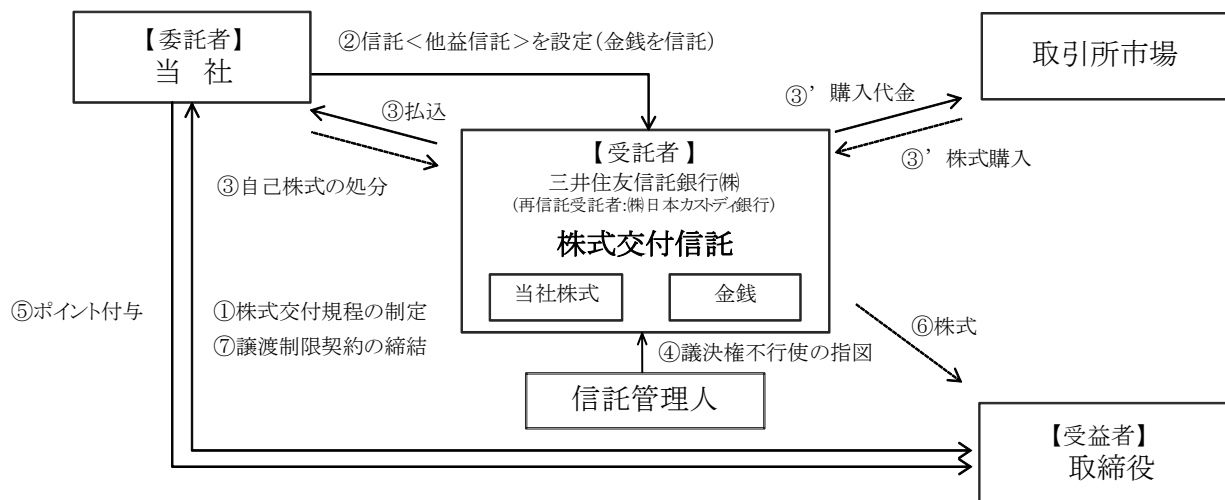 【委託者】
当 社
②信託＜他益信託＞を設定（金銭を信託）
取引所市場
③払込
③’ 購入代金
③自己株式の処分
③’ 株式購入
【受託者】
三井住友信託銀行㈱
（再信託受託者：㈱日本カストディ銀行）
株式交付信託
当社株式
金銭
⑤ポイント付与
①株式交付規程の制定
⑦譲渡制限契約の締結
⑥株式
④議決権不行使の指図
信託管理人
【受益者】
取締役